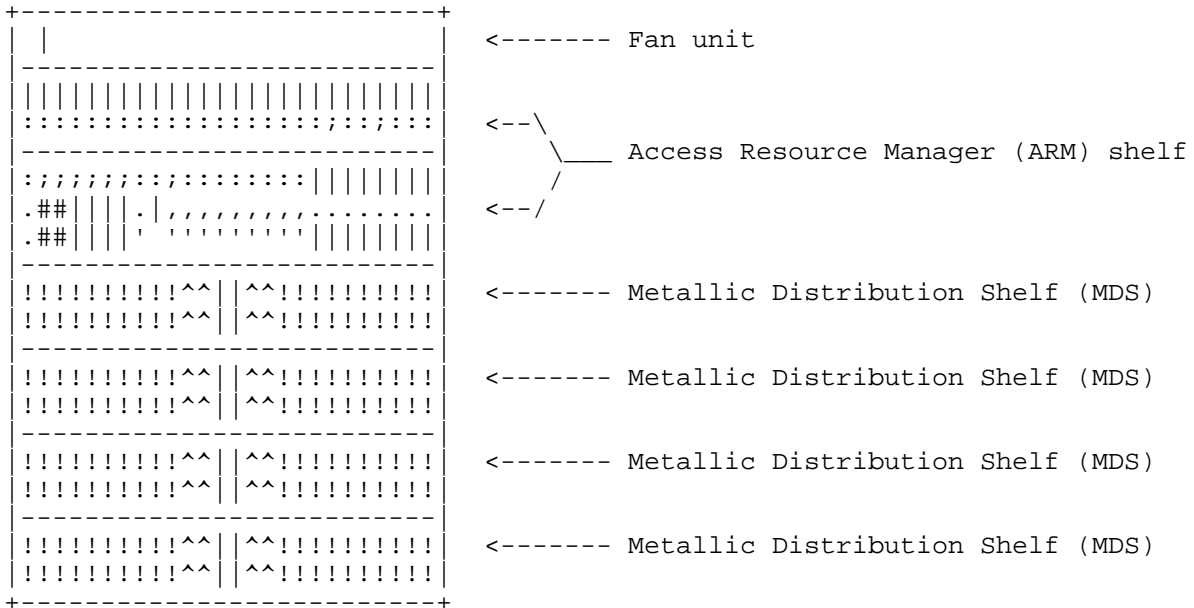 Fan unit
Access Resource Manager (ARM) shelf
Metallic Distribution Shelf (MDS)
Metallic Distribution Shelf (MDS)
Metallic Distribution Shelf (MDS)
Metallic Distribution Shelf (MDS)